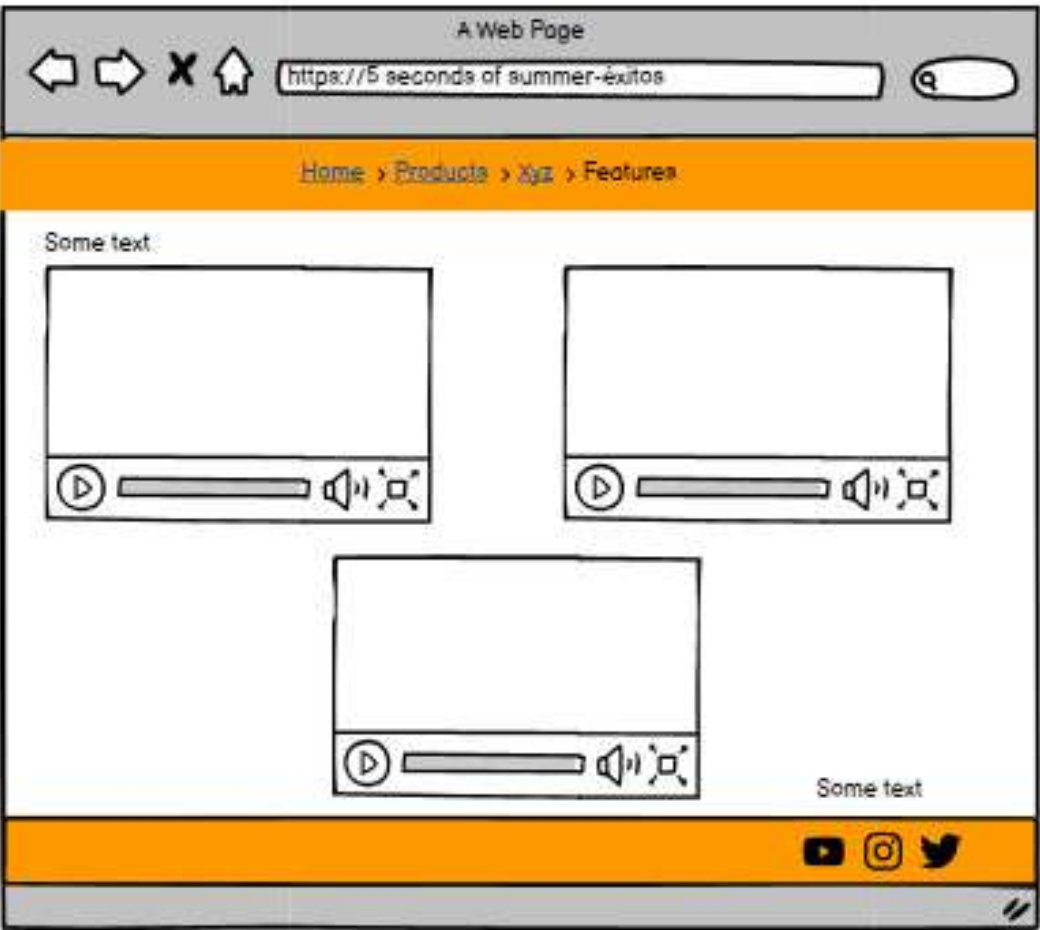 A Web Page
https://5 seconds of summer-éxitos
Home > Products > Xyz > Features
Some text
Some text